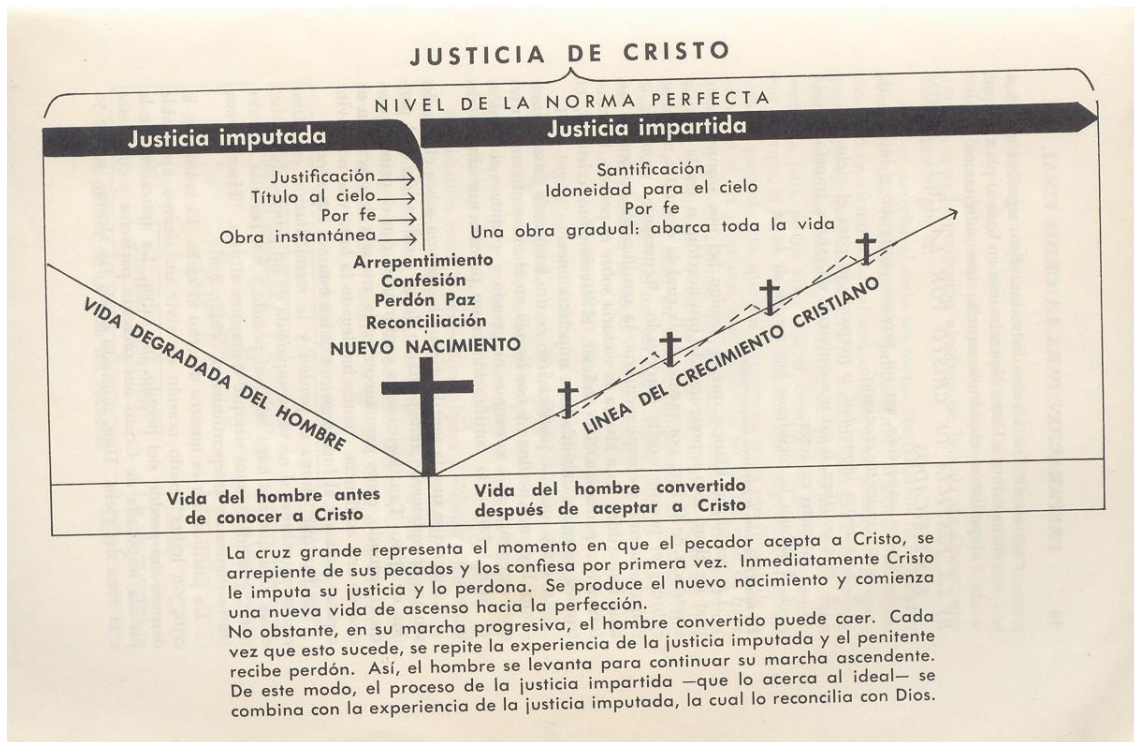 JUSTICIA DE CRISTO
NIVEL DE LA NORMA PERFECTA
Justicia imputada
Justicia impartida
Justificación
Título al cielo
Por fe
Obra instantánea
Santificación
Idoneidad para el cielo
Por fe
Una obra gradual: abarca toda la vida
Arrepentimiento
Confesión
Perdón Paz
Reconciliación
NUEVO NACIMIENTO
VIDA DEGRADADA DEL HOMBRE
LINEA DEL CRECIMIENTO CRISTIANO
Vida del hombre antes
de conocer a Cristo
Vida del hombre convertido
después de aceptar a Cristo
La cruz grande representa el momento en que el pecador acepta a Cristo, se
arrepiente de sus pecados y los confiesa por primera vez. Inmediatamente Cristo
le imputa su justicia y lo perdona. Se produce el nuevo nacimiento y comienza
una nueva vida de ascenso hacia la perfección.
No obstante, en su marcha progresiva, el hombre convertido puede caer. Cada
vez que esto sucede, se repite la experiencia de la justicia imputada y el penitente
recibe perdón. Así, el hombre se levanta para continuar su marcha ascendente.
De este modo, el proceso de la justicia impartida —que lo acerca al ideal— se
combina con la experiencia de la justicia imputada, la cual lo reconcilia con Dios.